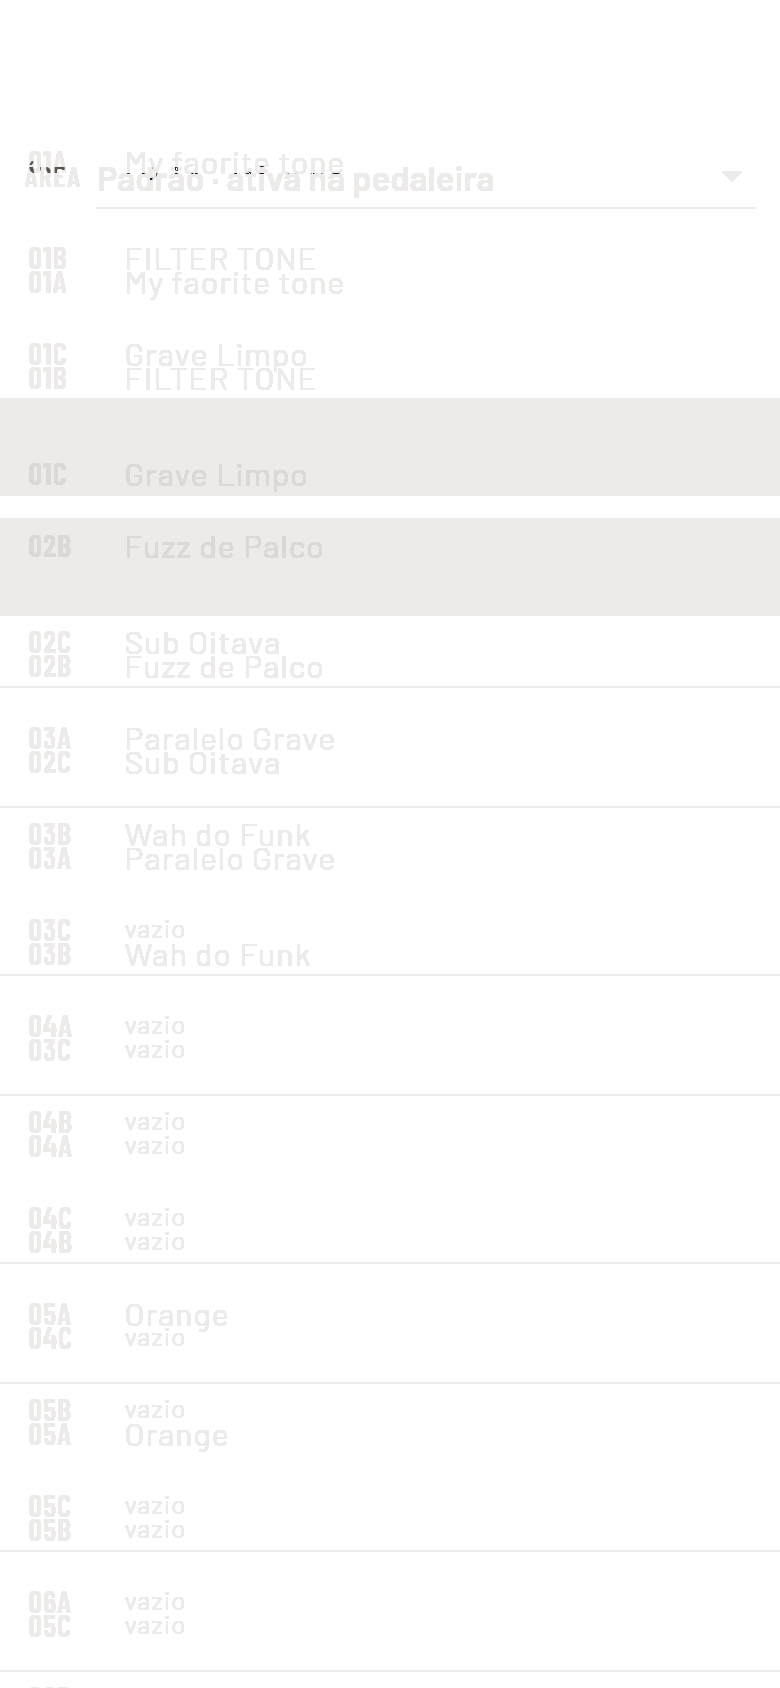 01A My faorite tone
AREA Padrão · ativa na pedaleira
01B FILTER TONE
01A My faorite tone
01C Grave Limpo
01B FILTER TONE
01C Grave Limpo
02B Fuzz de Palco
02C Sub Oitava
02B Fuzz de Palco
03A Paralelo Grave
02C Sub Oitava
03B Wah do Funk
03A Paralelo Grave
03C vazio
03B Wah do Funk
04A vazio
03C vazio
04B vazio
04A vazio
04C vazio
04B vazio
05A Orange
04C vazio
05B vazio
05A Orange
05C vazio
05B vazio
06A vazio
05C vazio